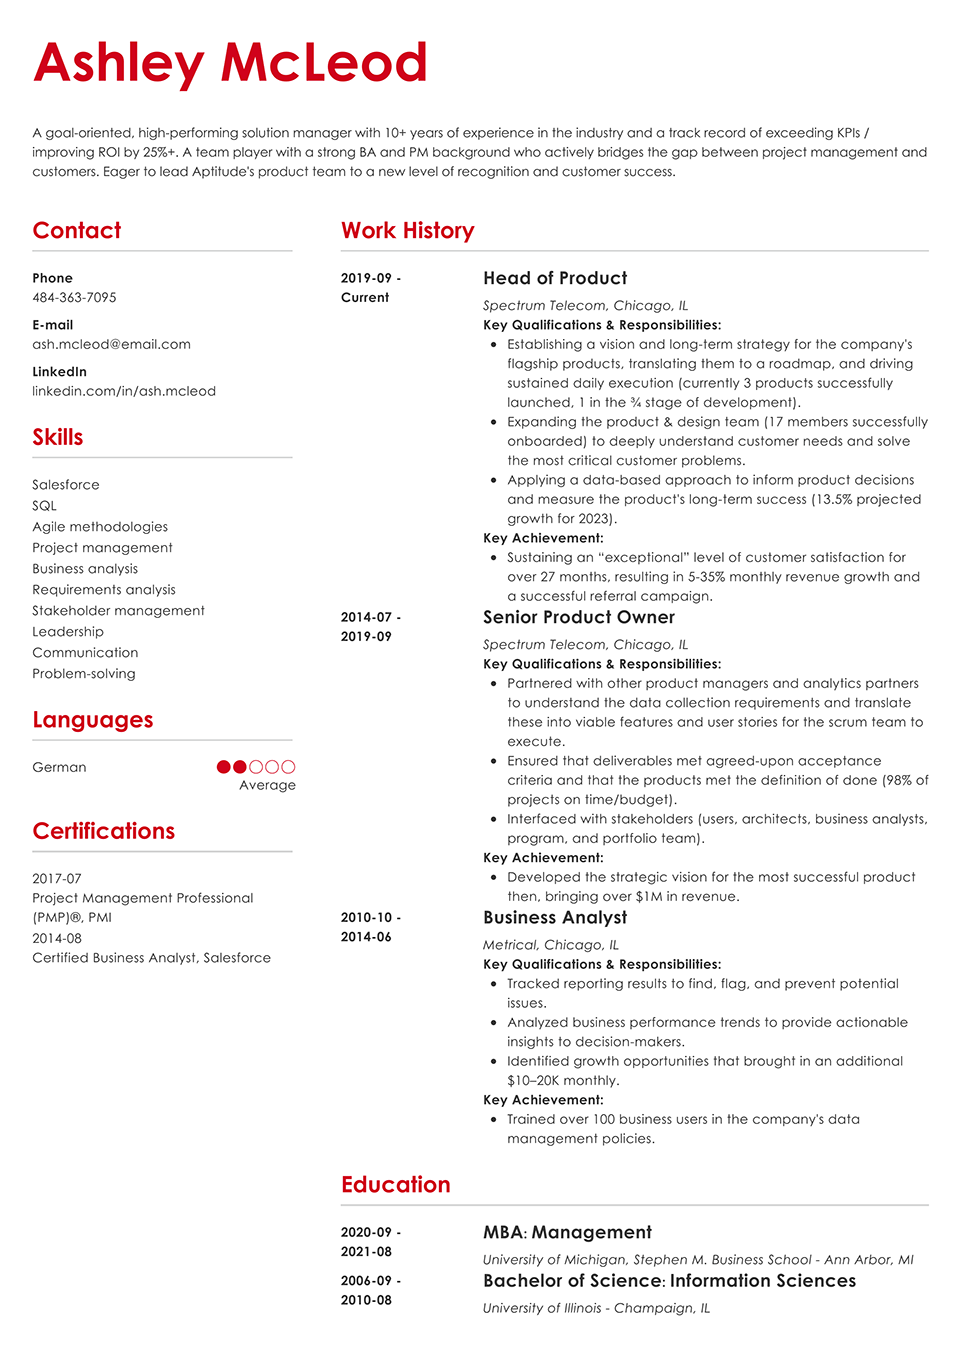 Ashley McLeod
A goal-oriented, high-performing solution manager with 10+ years of experience in the industry and a track record of exceeding KPIs /
improving ROI by 25%+. A team player with a strong BA and PM background who actively bridges the gap between project management and
customers. Eager to lead Aptitude's product team to a new level of recognition and customer success.
Contact
Phone
484-363-7095
E-mail
ash.mcleod@email.com
LinkedIn
linkedin.com/in/ash.mcleod
Skills
Salesforce
SQL
Agile methodologies
Project management
Business analysis
Requirements analysis
Stakeholder management
Leadership
Communication
Problem-solving
Languages
German
Average
Certifications
2017-07
Project Management Professional
(PMP)®, PMI
2014-08
Certified Business Analyst, Salesforce
Work History
2019-09 -
Current
Head of Product
Spectrum Telecom, Chicago, IL
Key Qualifications & Responsibilities:
• Establishing a vision and long-term strategy for the company's
flagship products, translating them to a roadmap, and driving
sustained daily execution (currently 3 products successfully
launched, 1 in the ¾ stage of development).
• Expanding the product & design team (17 members successfully
onboarded) to deeply understand customer needs and solve
the most critical customer problems.
• Applying a data-based approach to inform product decisions
and measure the product's long-term success (13.5% projected
growth for 2023).
Key Achievement:
• Sustaining an “exceptional” level of customer satisfaction for
over 27 months, resulting in 5-35% monthly revenue growth and
a successful referral campaign.
2014-07 -
2019-09
Senior Product Owner
Spectrum Telecom, Chicago, IL
Key Qualifications & Responsibilities:
• Partnered with other product managers and analytics partners
to understand the data collection requirements and translate
these into viable features and user stories for the scrum team to
execute.
• Ensured that deliverables met agreed-upon acceptance
criteria and that the products met the definition of done (98% of
projects on time/budget).
• Interfaced with stakeholders (users, architects, business analysts,
program, and portfolio team).
Key Achievement:
• Developed the strategic vision for the most successful product
then, bringing over $1M in revenue.
2010-10 -
2014-06
Business Analyst
Metrical, Chicago, IL
Key Qualifications & Responsibilities:
• Tracked reporting results to find, flag, and prevent potential
issues.
• Analyzed business performance trends to provide actionable
insights to decision-makers.
• Identified growth opportunities that brought in an additional
$10–20K monthly.
Key Achievement:
• Trained over 100 business users in the company's data
management policies.
Education
2020-09 -
2021-08
MBA: Management
University of Michigan, Stephen M. Business School - Ann Arbor, MI
2006-09 -
2010-08
Bachelor of Science: Information Sciences
University of Illinois - Champaign, IL